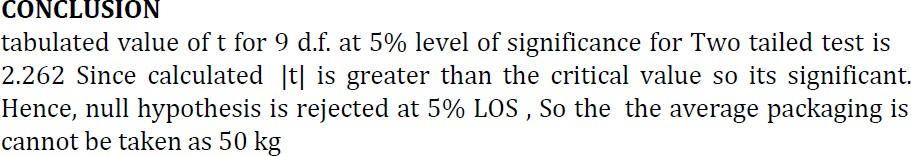 CONCLUSION
tabulated value of t for 9 d.f. at 5% level of significance for Two tailed test is
2.262 Since calculated |t| is greater than the critical value so its significant.
Hence, null hypothesis is rejected at 5% LOS , So the the average packaging is
cannot be taken as 50 kg